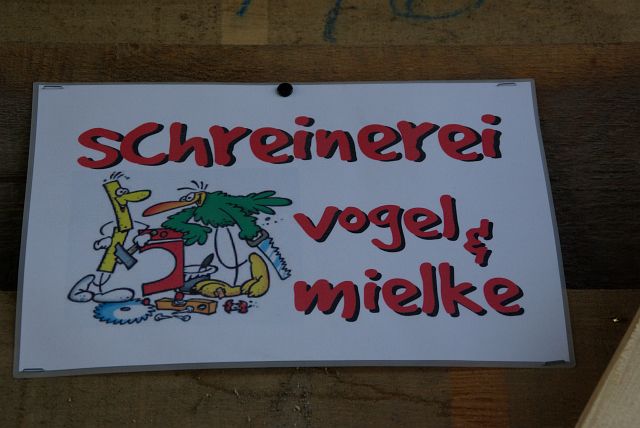 schreinerei
vogel
&
mielke